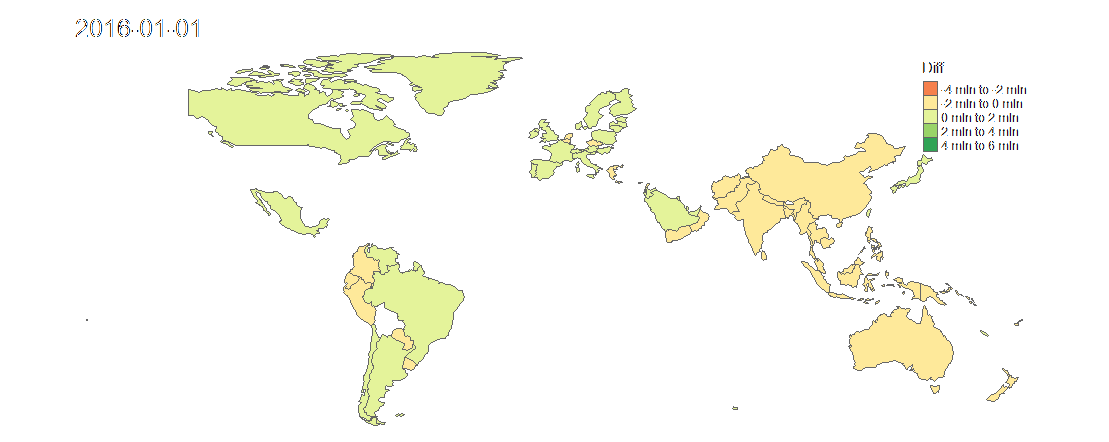 2016-01-01
Diff
-4 mln to -2 mln
-2 mln to 0 mln
0 mln to 2 mln
2 mln to 4 mln
4 mln to 6 mln